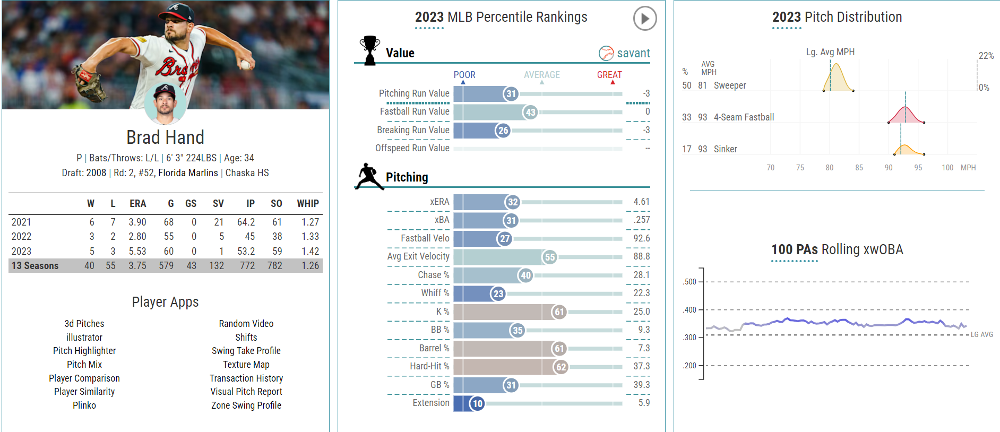 Braves
Brad Hand
P | Bats/Throws: L/L | 6' 3" 224LBS | Age: 34
Draft: 2008 | Rd: 2, #52, Florida Marlins | Chaska HS
W L ERA G GS SV IP SO WHIP
2021 6 7 3.90 68 0 21 64.2 61 1.27
2022 3 2 2.80 55 0 5 45 38 1.33
2023 5 3 5.53 60 0 1 53.2 59 1.42
13 Seasons 40 55 3.75 579 43 132 772 782 1.26
Player Apps
3d Pitches Random Video
illustrator Shifts
Pitch Highlighter Swing Take Profile
Pitch Mix Texture Map
Player Comparison Transaction History
Player Similarity Visual Pitch Report
Plinko Zone Swing Profile
2023 MLB Percentile Rankings
Value savant
POOR AVERAGE GREAT
Pitching Run Value 31 -3
Fastball Run Value 43 0
Breaking Run Value 26 -3
Offspeed Run Value --
Pitching
xERA 32 4.61
xBA 31 .257
Fastball Velo 27 92.6
Avg Exit Velocity 55 88.8
Chase % 40 28.1
Whiff % 23 22.3
K % 61 25.0
BB % 35 9.3
Barrel % 61 7.3
Hard-Hit % 62 37.3
GB % 31 39.3
Extension 10 5.9
2023 Pitch Distribution
Lg. Avg MPH
22%
AVG
% MPH
50 81 Sweeper 0%
33 93 4-Seam Fastball
17 93 Sinker
70 75 80 85 90 95 100 MPH
100 PAs Rolling xwOBA
.500
.400
.300 LG AVG
.200